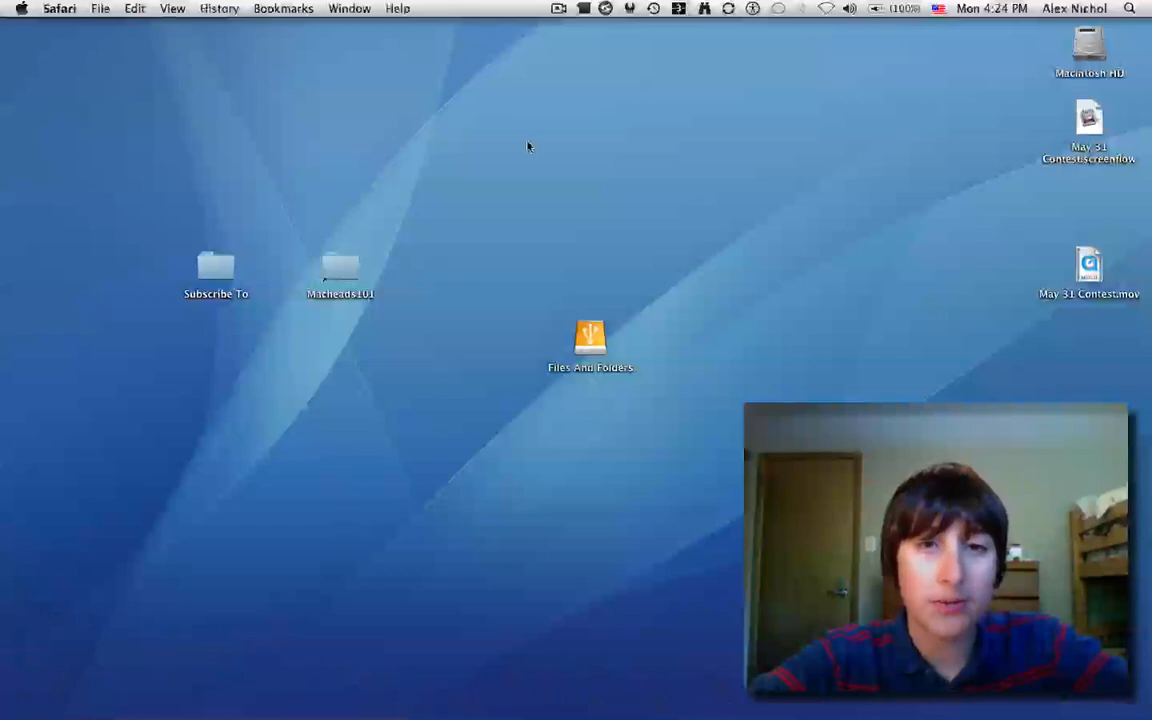 Safari File Edit View History Bookmarks Window Help (100%) Mon 4:24 PM Alex Nichol
Macintosh HD
May 31
Contest.screenflow
Subscribe To
Macheads101
May 31 Contest.mov
Files And Folders